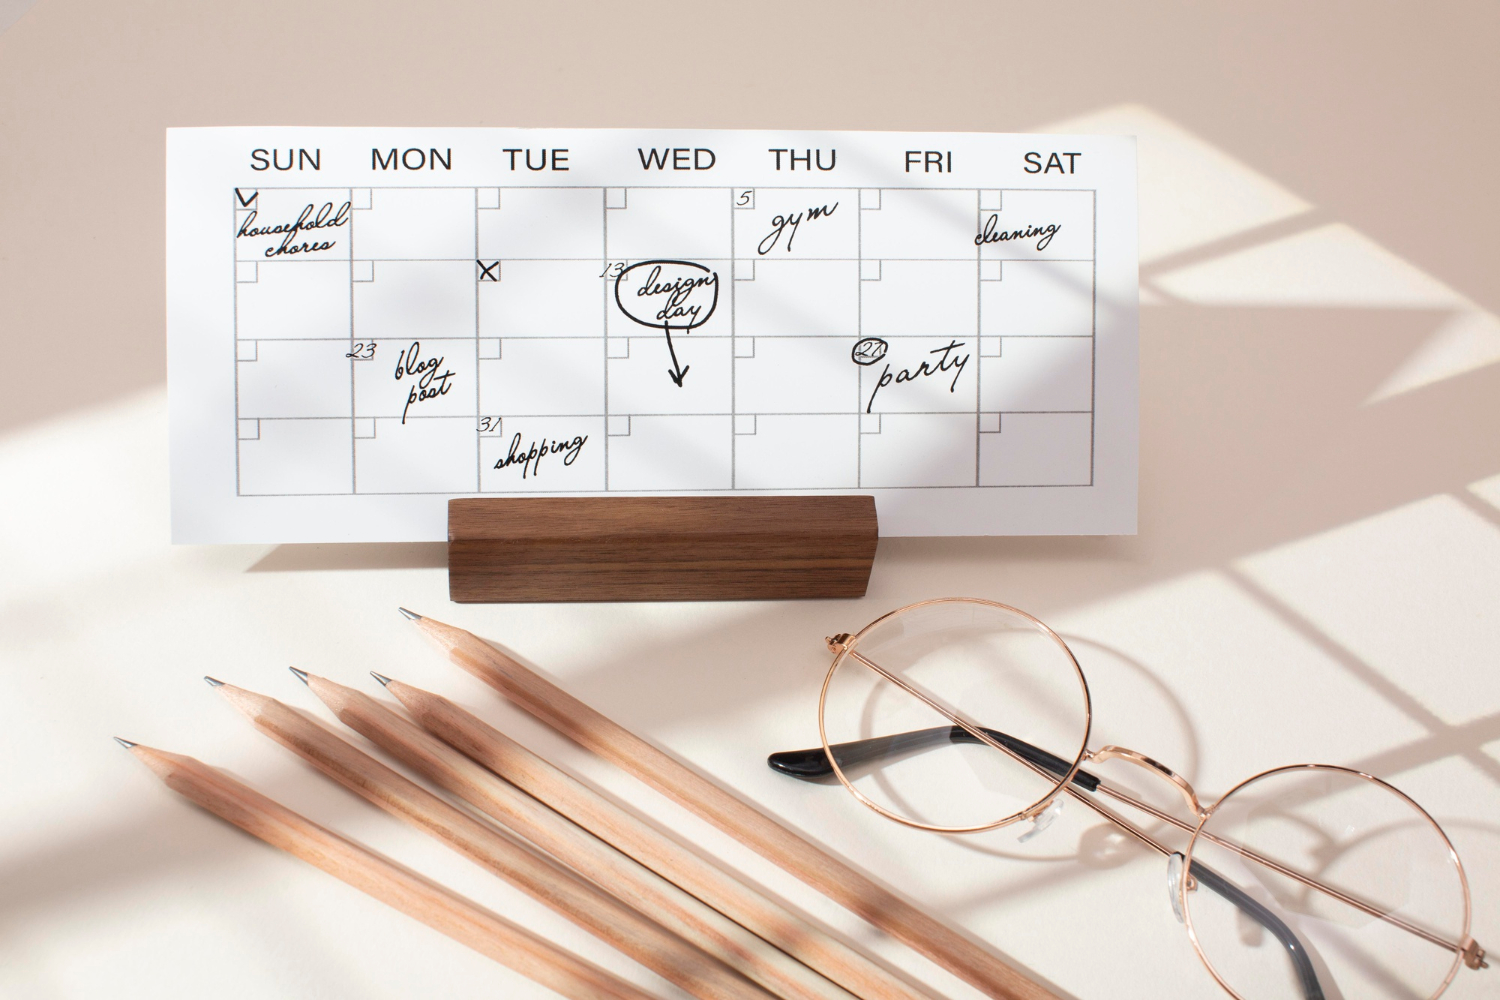 SUN MON TUE WED THU FRI SAT
household
chores
5
gym
cleaning
13
design
day
23
blog
post
27
party
31
shopping